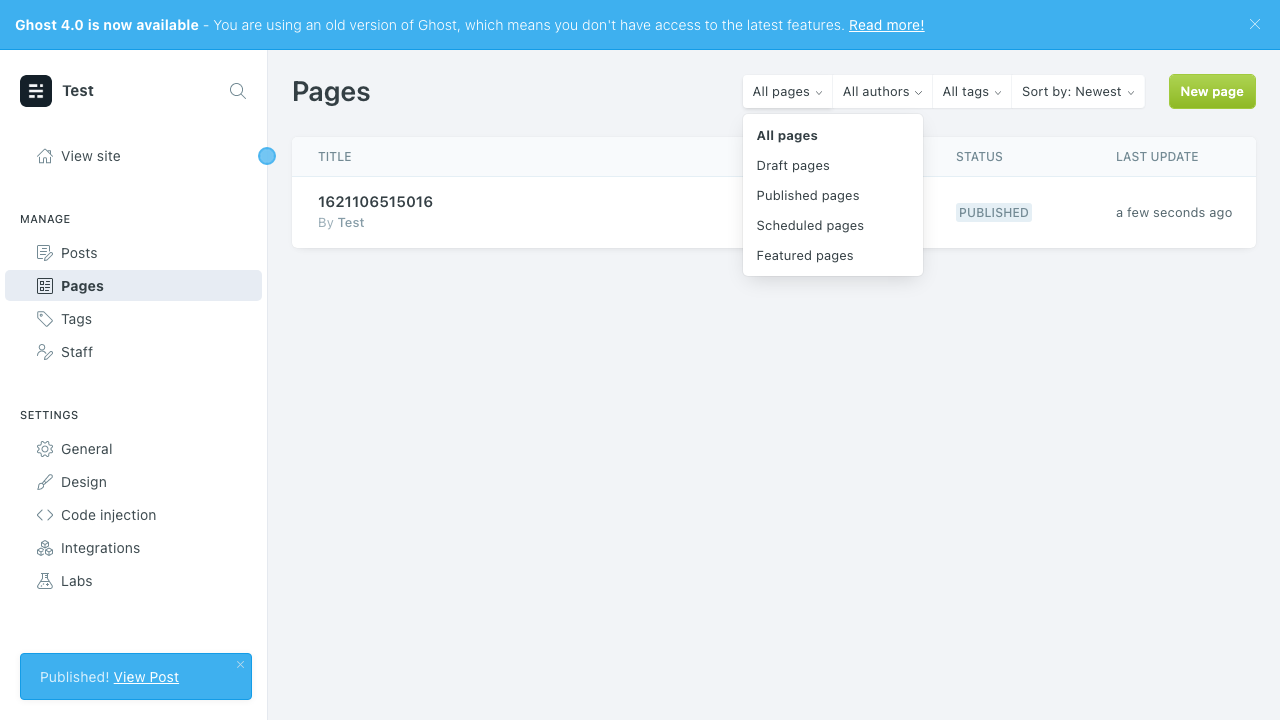 Ghost 4.0 is now available - You are using an old version of Ghost, which means you don't have access to the latest features. Read more!
Test
View site
MANAGE
Posts
Pages
Tags
Staff
SETTINGS
General
Design
Code injection
Integrations
Labs
Published! View Post
Pages
All pages
All authors
All tags
Sort by: Newest
New page
All pages
Draft pages
Published pages
Scheduled pages
Featured pages
TITLE
STATUS
LAST UPDATE
1621106515016
By Test
PUBLISHED
a few seconds ago